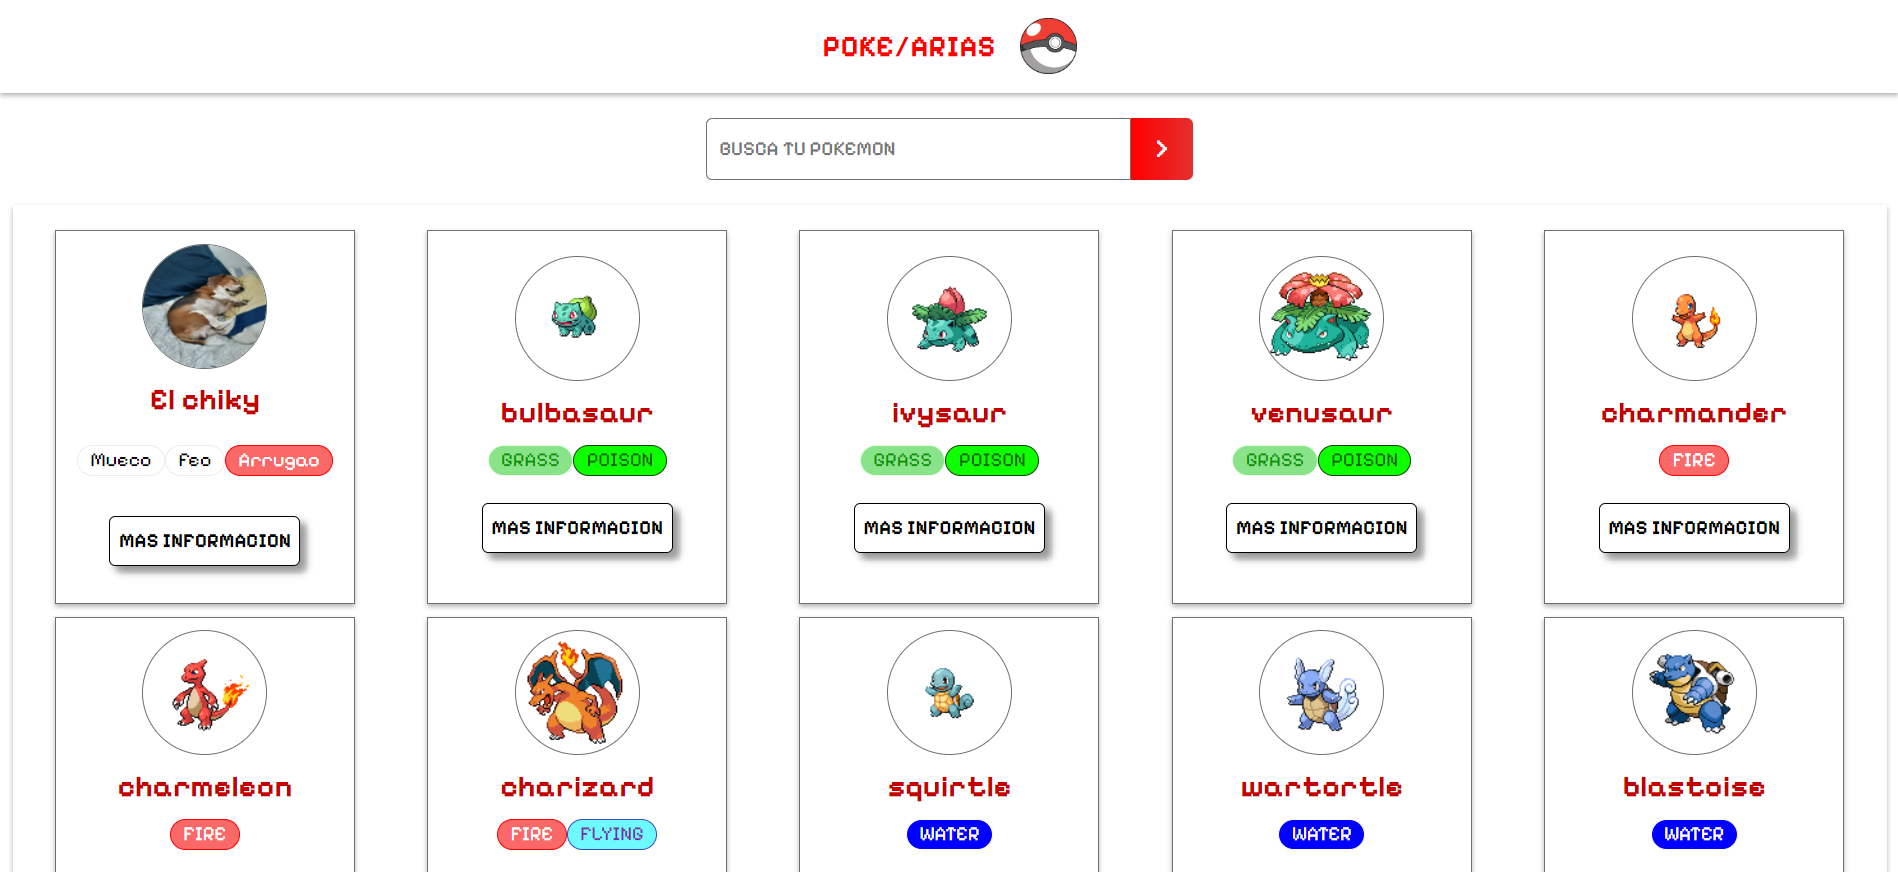 POKE/ARIAS
BUSCA TU POKEMON
El chiky
Mueco Feo Arrugao
MAS INFORMACION
bulbasaur
GRASS POISON
MAS INFORMACION
ivysaur
GRASS POISON
MAS INFORMACION
venusaur
GRASS POISON
MAS INFORMACION
charmander
FIRE
MAS INFORMACION
charmeleon
FIRE
charizard
FIRE FLYING
squirtle
WATER
wartortle
WATER
blastoise
WATER